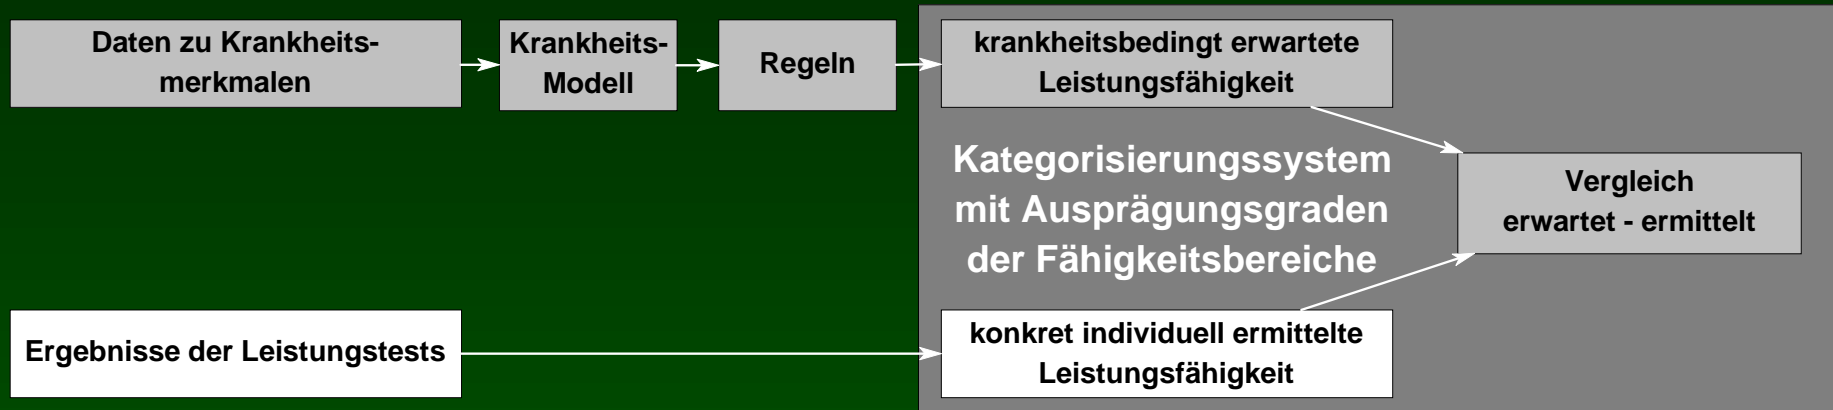 Daten zu Krankheits-
merkmalen
Krankheits-
Modell
Regeln
krankheitsbedingt erwartete
Leistungsfähigkeit
Kategorisierungssystem
mit Ausprägungsgraden
der Fähigkeitsbereiche
Vergleich
erwartet - ermittelt
Ergebnisse der Leistungstests
konkret individuell ermittelte
Leistungsfähigkeit